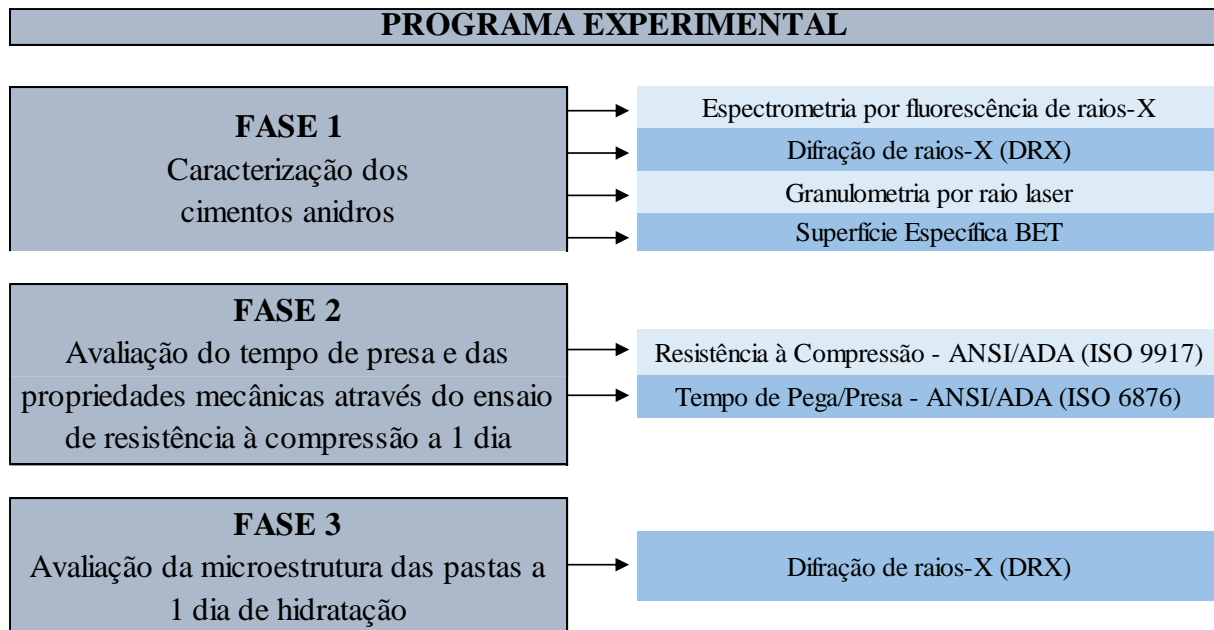 PROGRAMA EXPERIMENTAL
FASE 1
Caracterização dos
cimentos anidros
Espectrometria por fluorescência de raios-X
Difração de raios-X (DRX)
Granulometria por raio laser
Superfície Específica BET
FASE 2
Avaliação do tempo de presa e das
propriedades mecânicas através do ensaio
de resistência à compressão a 1 dia
Resistência à Compressão - ANSI/ADA (ISO 9917)
Tempo de Pega/Presa - ANSI/ADA (ISO 6876)
FASE 3
Avaliação da microestrutura das pastas a
1 dia de hidratação
Difração de raios-X (DRX)